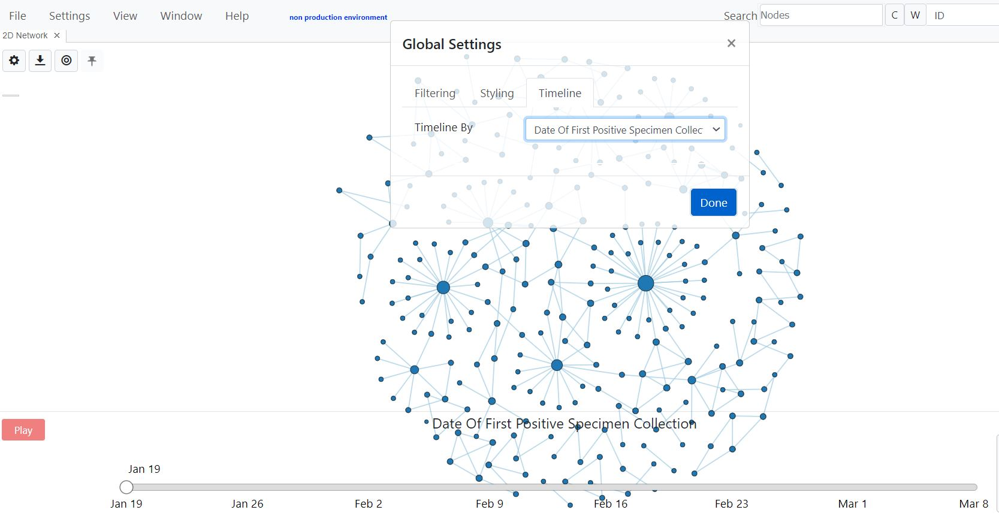 File Settings View Window Help non production environment Search Nodes C W ID
2D Network ×
Global Settings ×
Filtering Styling Timeline
Timeline By Date Of First Positive Specimen Collec
Done
Date Of First Positive Specimen Collection
Play
Jan 19
Jan 19 Jan 26 Feb 2 Feb 9 Feb 16 Feb 23 Mar 1 Mar 8